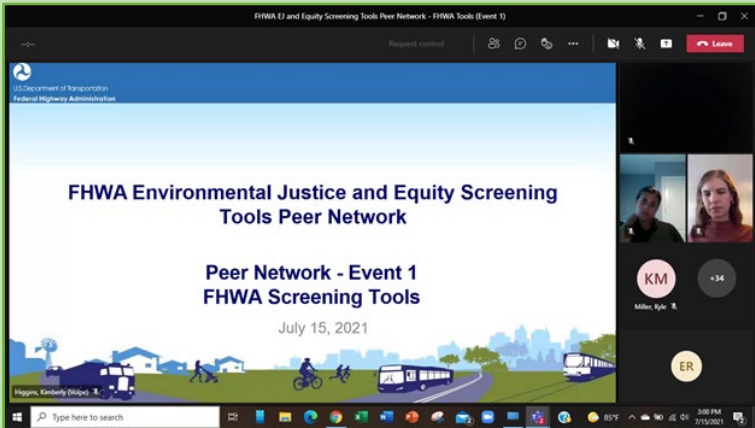 FHWA EJ and Equity Screening Tools Peer Network - FHWA Tools (Event 1)
--:--
Request control
Leave
U.S.Department of Transportation
Federal Highway Administration
FHWA Environmental Justice and Equity Screening
Tools Peer Network
Peer Network - Event 1
FHWA Screening Tools
July 15, 2021
Higgins, Kimberly (Volpe)
KM
+34
Miller, Kyle
ER
Type here to search
85°F
3:00 PM
7/15/2021